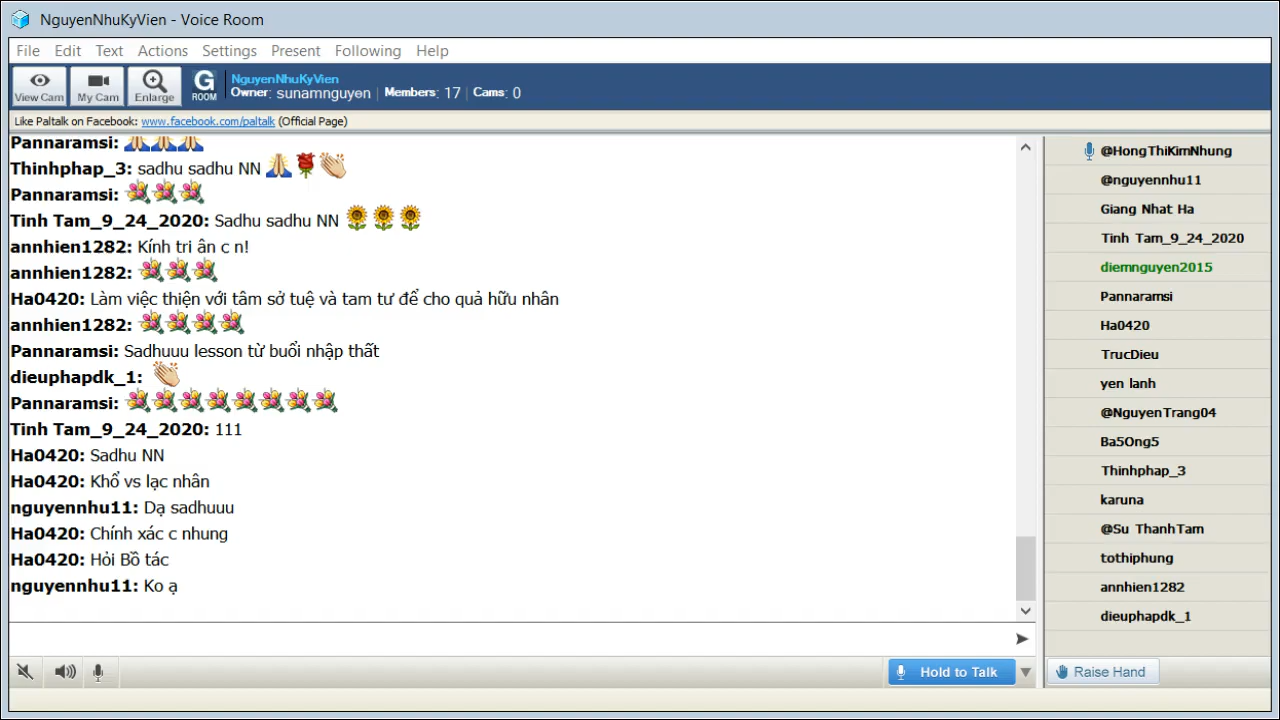 NguyenNhuKyVien - Voice Room
File Edit Text Actions Settings Present Following Help
View Cam My Cam Enlarge G ROOM NguyenNhuKyVien
Owner: sunamnguyen Members: 17 Cams: 0
Like Paltalk on Facebook: www.facebook.com/paltalk (Official Page)
Pannaramsi:
Thinhphap_3: sadhu sadhu NN
Pannaramsi:
Tinh Tam_9_24_2020: Sadhu sadhu NN
annhien1282: Kính tri ân c n!
annhien1282:
Ha0420: Làm việc thiện với tâm sở tuệ và tam tư để cho quả hữu nhân
annhien1282:
Pannaramsi: Sadhuuu lesson từ buổi nhập thất
dieuphapdk_1:
Pannaramsi:
Tinh Tam_9_24_2020: 111
Ha0420: Sadhu NN
Ha0420: Khổ vs lạc nhân
nguyennhu11: Dạ sadhuuu
Ha0420: Chính xác c nhung
Ha0420: Hỏi Bồ tác
nguyennhu11: Ko ạ
@HongThiKimNhung
@nguyennhu11
Giang Nhat Ha
Tinh Tam_9_24_2020
diemnguyen2015
Pannaramsi
Ha0420
TrucDieu
yen lanh
@NguyenTrang04
Ba5Ong5
Thinhphap_3
karuna
@Su ThanhTam
tothiphung
annhien1282
dieuphapdk_1
Hold to Talk
Raise Hand